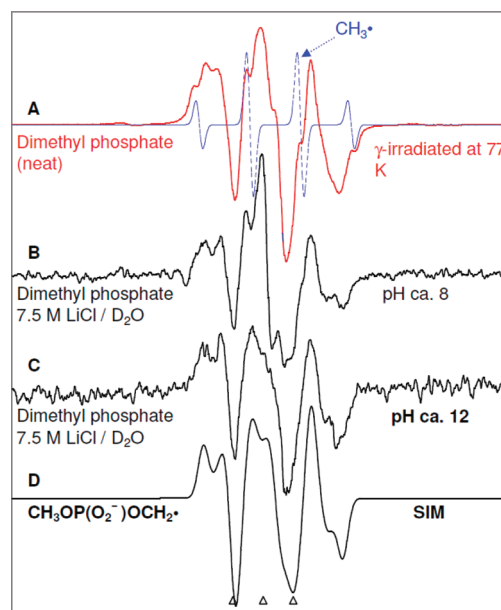 CH₃•
A
Dimethyl phosphate
(neat)
γ-irradiated at 77
K
B
Dimethyl phosphate
7.5 M LiCl / D₂O
pH ca. 8
C
Dimethyl phosphate
7.5 M LiCl / D₂O
pH ca. 12
D
CH₃OP(O₂⁻)OCH₂•
SIM